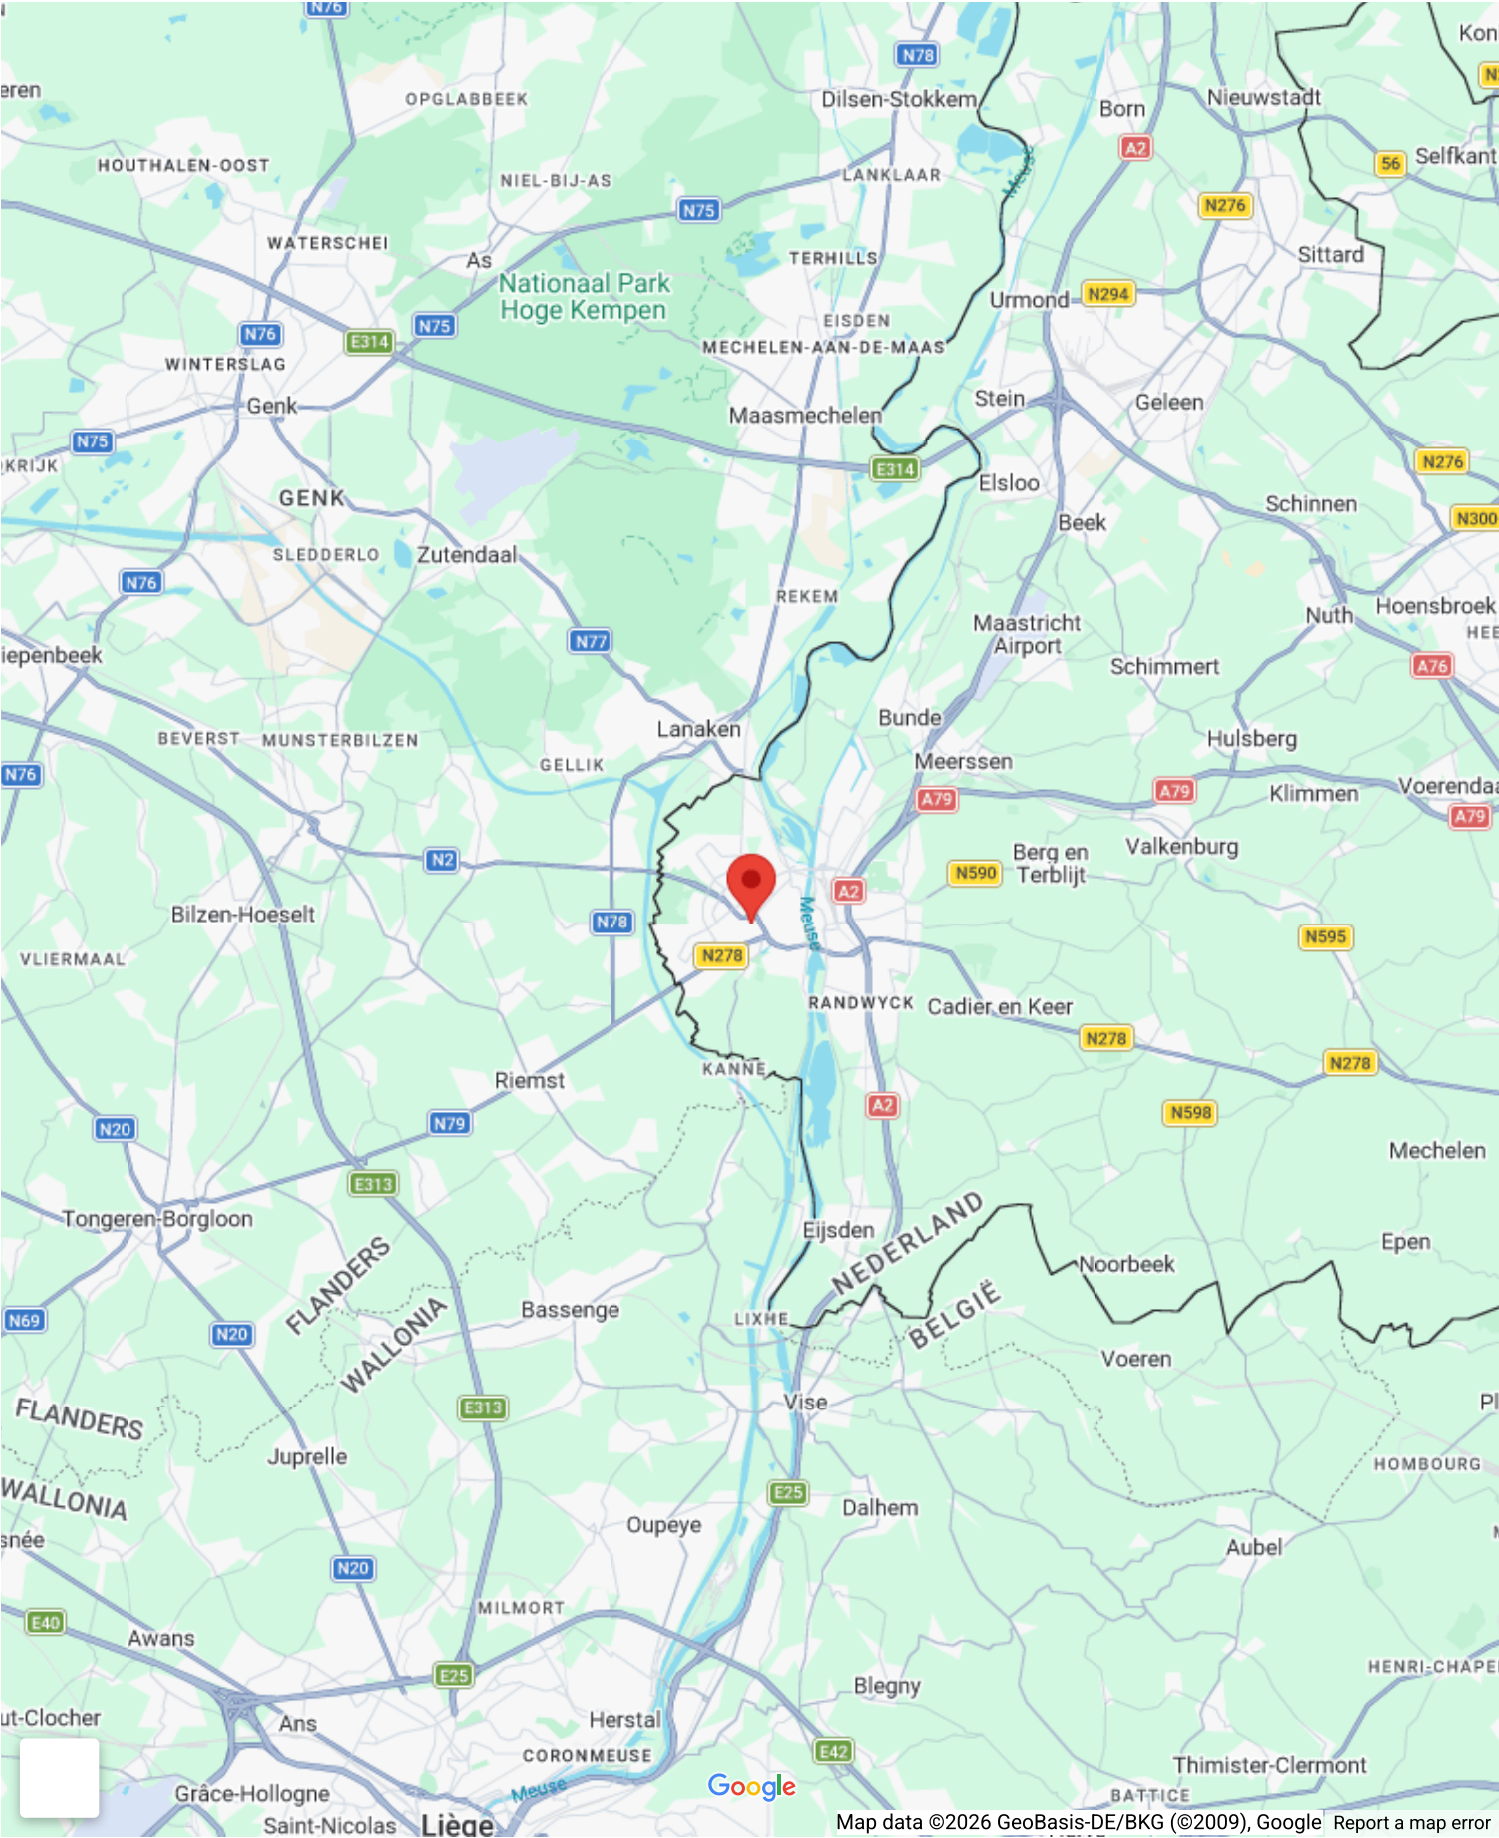 N76
Kon
N78
eren
OPGLABBEEK
Dilsen-Stokkem
Born
Nieuwstadt
A2
HOUTHALEN-OOST
56
Selfkant
NIEL-BIJ-AS
LANKLAAR
Meuse
N75
N276
WATERSCHEI
As
TERHILLS
Sittard
Nationaal Park
Hoge Kempen
Urmond
N294
N76
N75
EISDEN
E314
MECHELEN-AAN-DE-MAAS
WINTERSLAG
Genk
Maasmechelen
Stein
Geleen
N75
KRIJK
E314
N276
GENK
Elsloo
Schinnen
N300
Beek
SLEDDERLO
Zutendaal
N76
REKEM
Hoensbroek
Nuth
HEE
N77
Maastricht
Airport
iepenbeek
Schimmert
A76
Lanaken
Bunde
BEVERST
MUNSTERBILZEN
Hulsberg
GELLIK
Meerssen
N76
A79
A79
Klimmen
Voerendaa
A79
N2
Berg en
Terblijt
Valkenburg
N590
A2
Bilzen-Hoeselt
N78
Meuse
N595
VLIERMAAL
N278
RANDWYCK
Cadier en Keer
N278
N278
KANNE
Riemst
A2
N598
N20
N79
Mechelen
E313
Tongeren-Borgloon
Eijsden
NEDERLAND
Epen
Noorbeek
FLANDERS
BELGIË
Bassenge
N69
LIXHE
N20
WALLONIA
Voeren
Vise
E313
FLANDERS
Pl
Juprelle
HOMBOURG
WALLONIA
E25
Dalhem
Oupeye
snée
Aubel
N20
MILMORT
E40
Awans
HENRI-CHAPE
E25
Blegny
ut-Clocher
Ans
Herstal
CORONMEUSE
E42
Thimister-Clermont
Grâce-Hollogne
Meuse
Google
BATTICE
Saint-Nicolas
Liège
Map data ©2026 GeoBasis-DE/BKG (©2009), Google
Report a map error